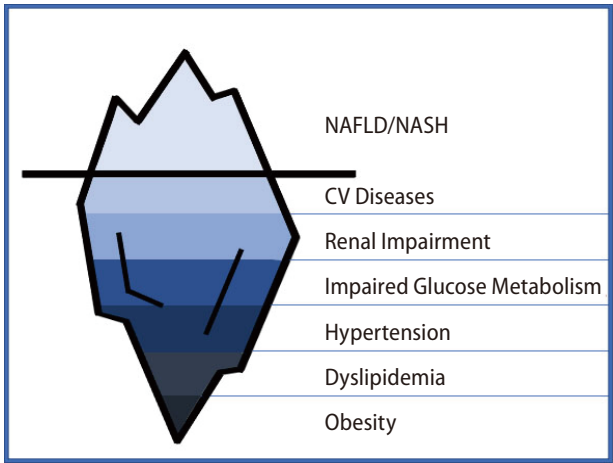 NAFLD/NASH
CV Diseases
Renal Impairment
Impaired Glucose Metabolism
Hypertension
Dyslipidemia
Obesity